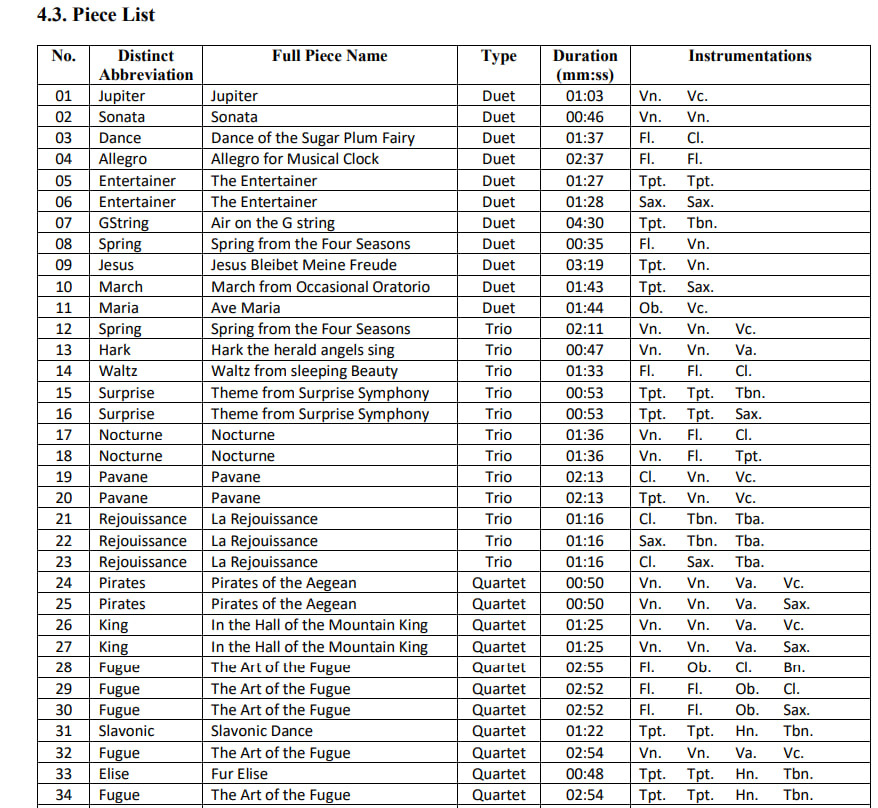 4.3. Piece List
No. Distinct Abbreviation Full Piece Name Type Duration (mm:ss) Instrumentations
01 Jupiter Jupiter Duet 01:03 Vn. Vc.
02 Sonata Sonata Duet 00:46 Vn. Vn.
03 Dance Dance of the Sugar Plum Fairy Duet 01:37 Fl. Cl.
04 Allegro Allegro for Musical Clock Duet 02:37 Fl. Fl.
05 Entertainer The Entertainer Duet 01:27 Tpt. Tpt.
06 Entertainer The Entertainer Duet 01:28 Sax. Sax.
07 GString Air on the G string Duet 04:30 Tpt. Tbn.
08 Spring Spring from the Four Seasons Duet 00:35 Fl. Vn.
09 Jesus Jesus Bleibet Meine Freude Duet 03:19 Tpt. Vn.
10 March March from Occasional Oratorio Duet 01:43 Tpt. Sax.
11 Maria Ave Maria Duet 01:44 Ob. Vc.
12 Spring Spring from the Four Seasons Trio 02:11 Vn. Vn. Vc.
13 Hark Hark the herald angels sing Trio 00:47 Vn. Vn. Va.
14 Waltz Waltz from sleeping Beauty Trio 01:33 Fl. Fl. Cl.
15 Surprise Theme from Surprise Symphony Trio 00:53 Tpt. Tpt. Tbn.
16 Surprise Theme from Surprise Symphony Trio 00:53 Tpt. Tpt. Sax.
17 Nocturne Nocturne Trio 01:36 Vn. Fl. Cl.
18 Nocturne Nocturne Trio 01:36 Vn. Fl. Tpt.
19 Pavane Pavane Trio 02:13 Cl. Vn. Vc.
20 Pavane Pavane Trio 02:13 Tpt. Vn. Vc.
21 Rejouissance La Rejouissance Trio 01:16 Cl. Tbn. Tba.
22 Rejouissance La Rejouissance Trio 01:16 Sax. Tbn. Tba.
23 Rejouissance La Rejouissance Trio 01:16 Cl. Sax. Tba.
24 Pirates Pirates of the Aegean Quartet 00:50 Vn. Vn. Va. Vc.
25 Pirates Pirates of the Aegean Quartet 00:50 Vn. Vn. Va. Sax.
26 King In the Hall of the Mountain King Quartet 01:25 Vn. Vn. Va. Vc.
27 King In the Hall of the Mountain King Quartet 01:25 Vn. Vn. Va. Sax.
28 Fugue The Art of the Fugue Quartet 02:55 Fl. Ob. Cl. Bn.
29 Fugue The Art of the Fugue Quartet 02:52 Fl. Fl. Ob. Cl.
30 Fugue The Art of the Fugue Quartet 02:52 Fl. Fl. Ob. Sax.
31 Slavonic Slavonic Dance Quartet 01:22 Tpt. Tpt. Hn. Tbn.
32 Fugue The Art of the Fugue Quartet 02:54 Vn. Vn. Va. Vc.
33 Elise Fur Elise Quartet 00:48 Tpt. Tpt. Hn. Tbn.
34 Fugue The Art of the Fugue Quartet 02:54 Tpt. Tpt. Hn. Tbn.